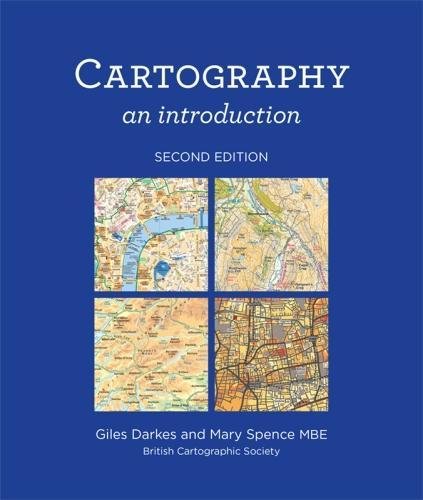 CARTOGRAPHY
an introduction
SECOND EDITION
Giles Darkes and Mary Spence MBE
British Cartographic Society